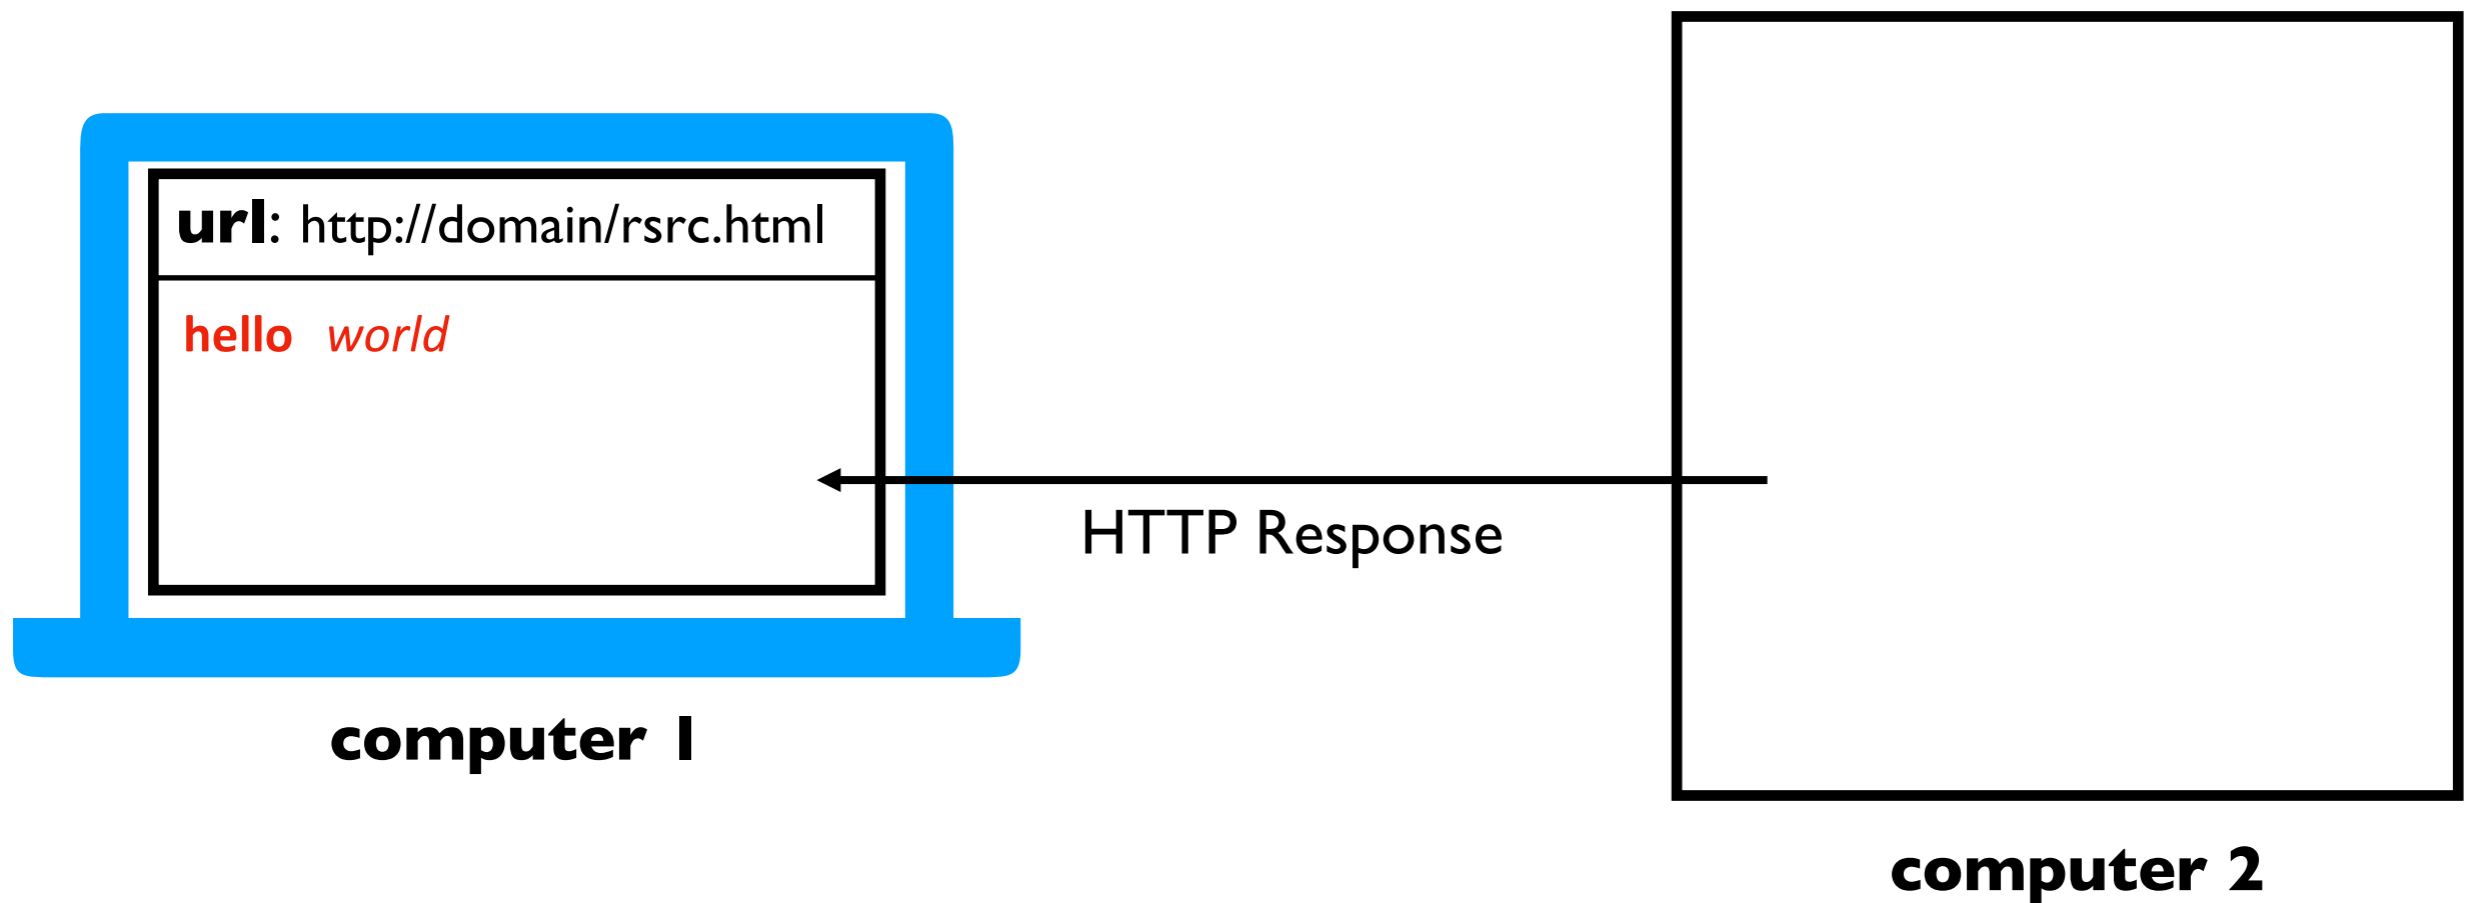 url: http://domain/rsrc.html
hello world
HTTP Response
computer 1
computer 2